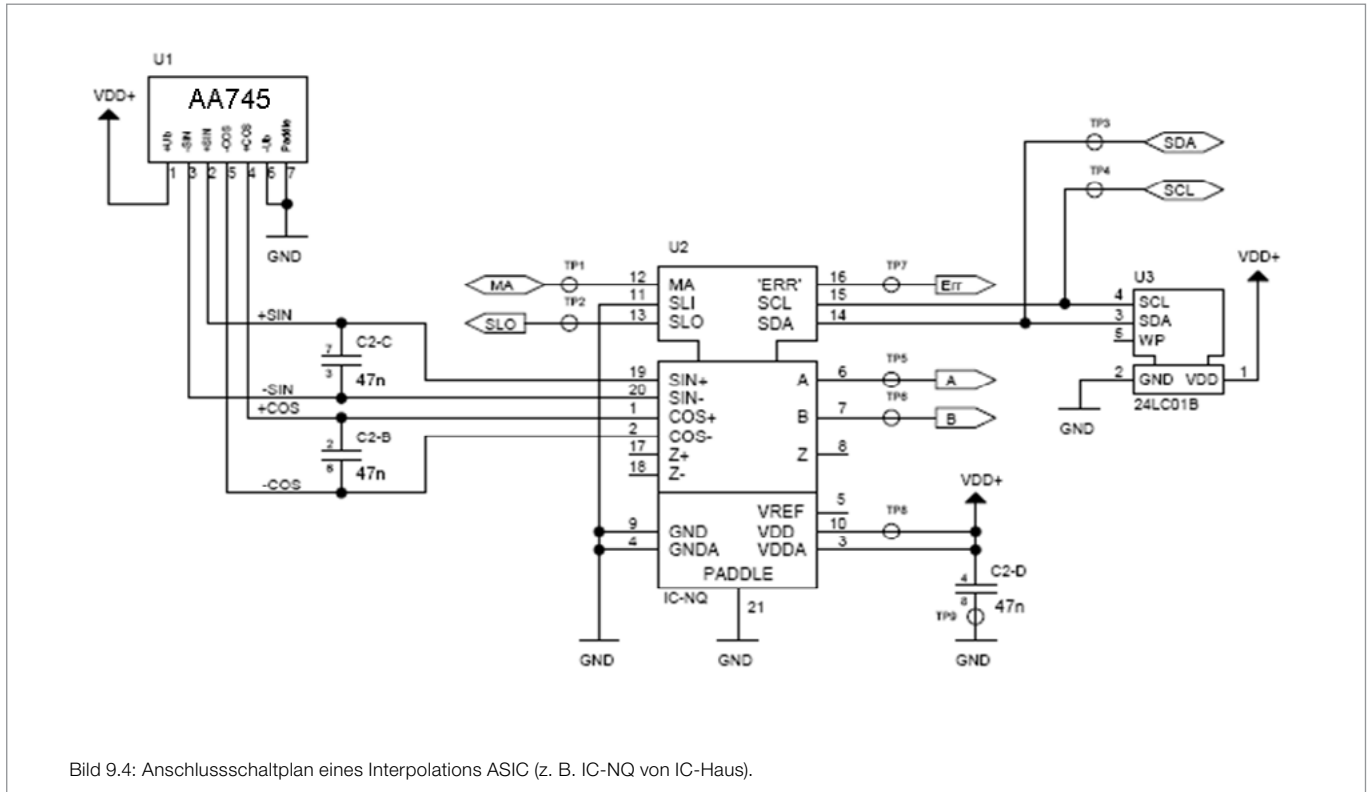 U1
AA745
VDD+
+Ub
-SIN
+SIN
-COS
+COS
-Ub
Paddle
1
3
2
5
4
6
7
GND
+SIN
7
3
C2-C
47n
-SIN
+COS
2
6
C2-B
47n
-COS
MA
TP1
SLO
TP2
U2
12 MA
11 SLI
13 SLO
'ERR' 16
SCL 15
SDA 14
19 SIN+
20 SIN-
1 COS+
2 COS-
17 Z+
18 Z-
A 6
B 7
Z 8
VREF 5
9 GND
4 GNDA
VDD 10
VDDA 3
PADDLE
IC-NQ
21
GND
GND
TP7
Err
TP5
A
TP6
B
TP8
VDD+
4
8
C2-D
47n
TP9
GND
TP3
SDA
TP4
SCL
U3
4 SCL
3 SDA
5 WP
2 GND
VDD 1
24LC01B
VDD+
GND
Bild 9.4: Anschlussschaltplan eines Interpolations ASIC (z. B. IC-NQ von IC-Haus).